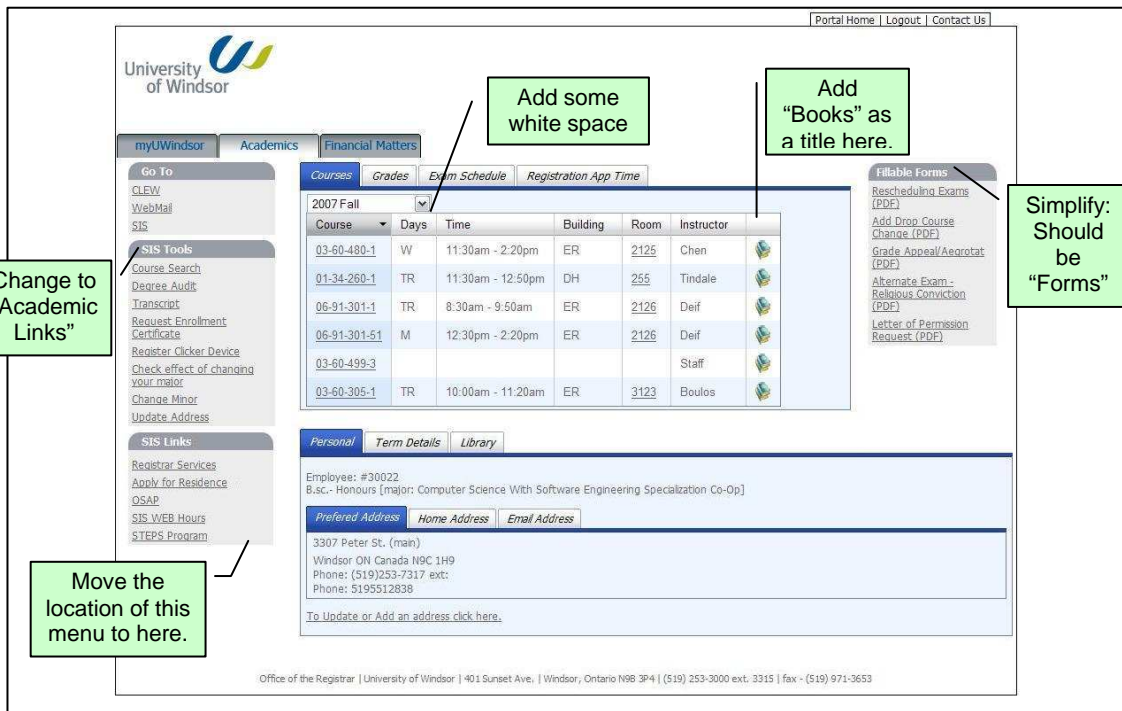 Portal Home | Logout | Contact Us
University
of Windsor
Add some
white space
Add
“Books” as
a title here.
myUWindsor Academics Financial Matters
Go To
CLEW
WebMail
SIS
SIS Tools
Course Search
Degree Audit
Transcript
Request Enrollment
Certificate
Register Clicker Device
Check effect of changing
your major
Change Minor
Update Address
SIS Links
Registrar Services
Apply for Residence
OSAP
SIS WEB Hours
STEPS Program
Change to
“Academic
Links”
Move the
location of this
menu to here.
Courses Grades Exam Schedule Registration App Time
2007 Fall
Course Days Time Building Room Instructor
03-60-480-1 W 11:30am - 2:20pm ER 2125 Chen
01-34-260-1 TR 11:30am - 12:50pm DH 255 Tindale
06-91-301-1 TR 8:30am - 9:50am ER 2126 Deif
06-91-301-51 M 12:30pm - 2:20pm ER 2126 Deif
03-60-499-3 Staff
03-60-305-1 TR 10:00am - 11:20am ER 3123 Boulos
Fillable Forms
Rescheduling Exams
(PDF)
Add Drop Course
Change (PDF)
Grade Appeal/Aegrotat
(PDF)
Alternate Exam -
Religious Conviction
(PDF)
Letter of Permission
Request (PDF)
Simplify:
Should
be
“Forms”
Personal Term Details Library
Employee: #30022
B.sc.- Honours [major: Computer Science With Software Engineering Specialization Co-Op]
Prefered Address Home Address Email Address
3307 Peter St. (main)
Windsor ON Canada N9C 1H9
Phone: (519)253-7317 ext:
Phone: 5195512838
To Update or Add an address click here.
Office of the Registrar | University of Windsor | 401 Sunset Ave. | Windsor, Ontario N9B 3P4 | (519) 253-3000 ext. 3315 | fax - (519) 971-3653